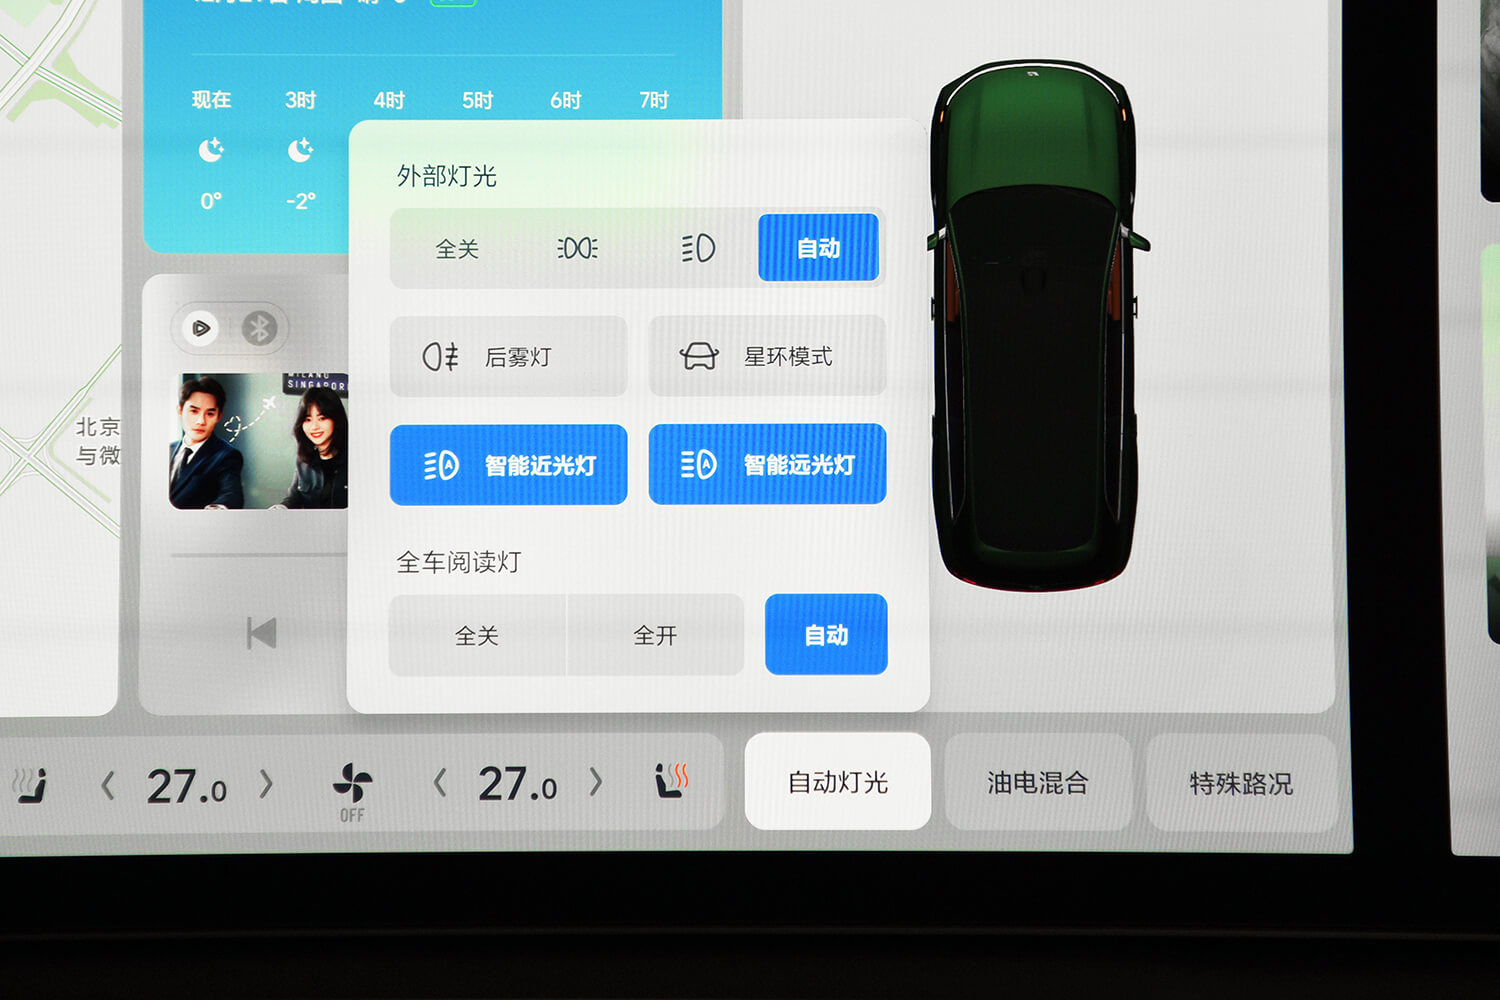 现在 3时 4时 5时 6时 7时
0° -2°
外部灯光
全关 自动
后雾灯 星环模式
智能近光灯 智能远光灯
全车阅读灯
全关 全开 自动
MILANO
SINGAPORE
北京
与微
27.0 OFF 27.0 自动灯光 油电混合 特殊路况